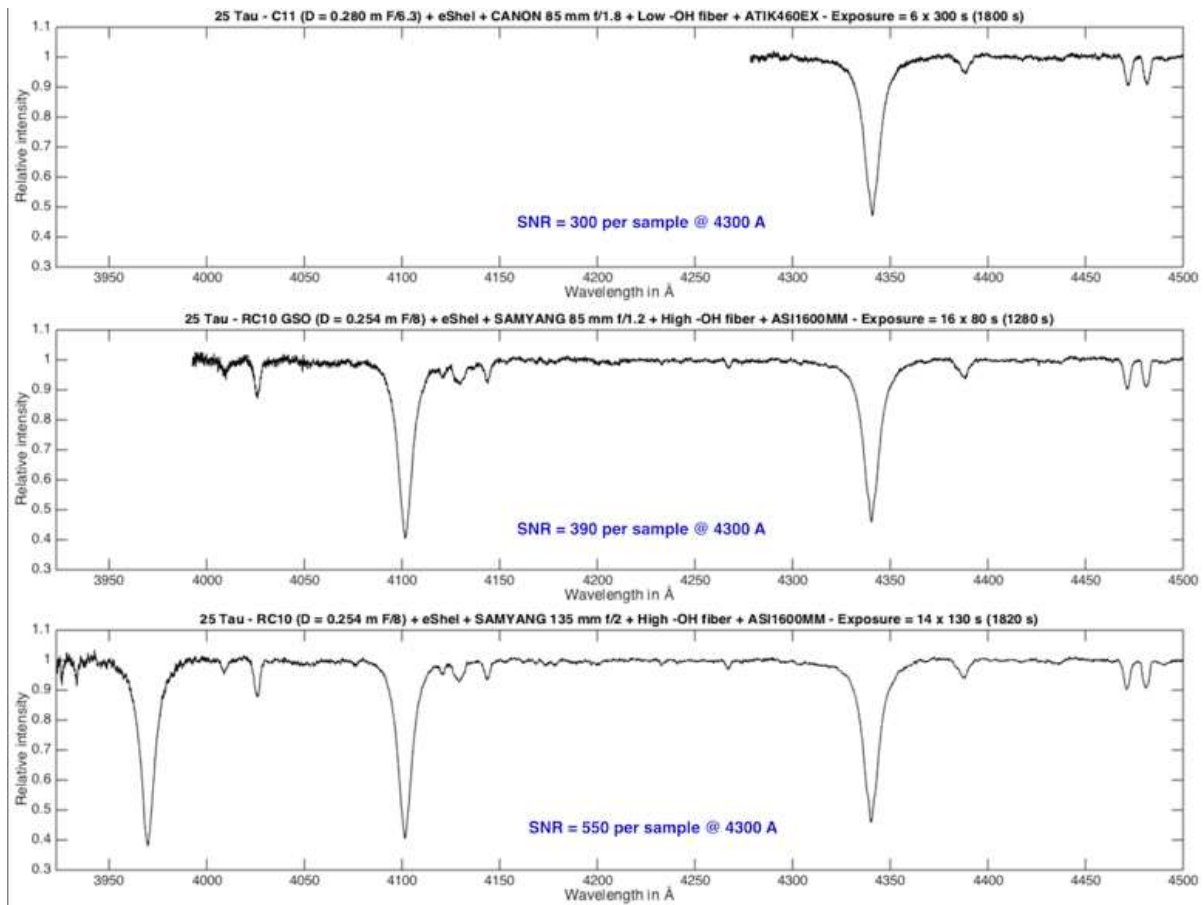 25 Tau - C11 (D = 0.280 m F/6.3) + eShel + CANON 85 mm f/1.8 + Low -OH fiber + ATIK460EX - Exposure = 6 x 300 s (1800 s)
1.1
1
0.9
0.8
0.7
0.6
0.5
0.4
0.3
Relative intensity
SNR = 300 per sample @ 4300 A
3950 4000 4050 4100 4150 4200 4250 4300 4350 4400 4450 4500
Wavelength in Å
25 Tau - RC10 GSO (D = 0.254 m F/8) + eShel + SAMYANG 85 mm f/1.2 + High -OH fiber + ASI1600MM - Exposure = 16 x 80 s (1280 s)
1.1
1
0.9
0.8
0.7
0.6
0.5
0.4
0.3
Relative intensity
SNR = 390 per sample @ 4300 A
3950 4000 4050 4100 4150 4200 4250 4300 4350 4400 4450 4500
Wavelength in Å
25 Tau - RC10 (D = 0.254 m F/8) + eShel + SAMYANG 135 mm f/2 + High -OH fiber + ASI1600MM - Exposure = 14 x 130 s (1820 s)
1.1
1
0.9
0.8
0.7
0.6
0.5
0.4
0.3
Relative intensity
SNR = 550 per sample @ 4300 A
3950 4000 4050 4100 4150 4200 4250 4300 4350 4400 4450 4500
Wavelength in Å